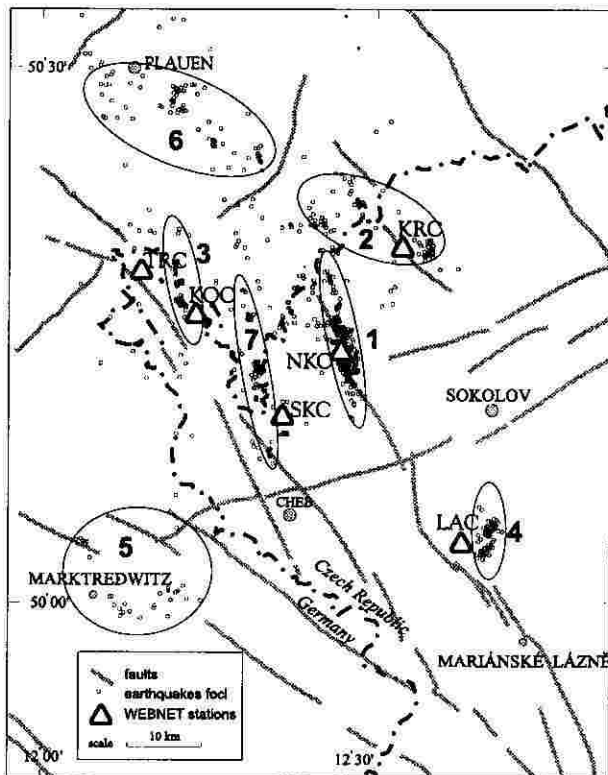 50°30'
PLAUEN
6
KRC
2
3
TRC
KOC
1
7
NKC
SOKOLOV
SKC
CHEB
LAC
4
5
MARKTREDWITZ
Czech Republic
Germany
50°00'
MARIÁNSKÉ LÁZNĚ
faults
earthquakes foci
WEBNET stations
scale 10 km
12°00'
12°30'